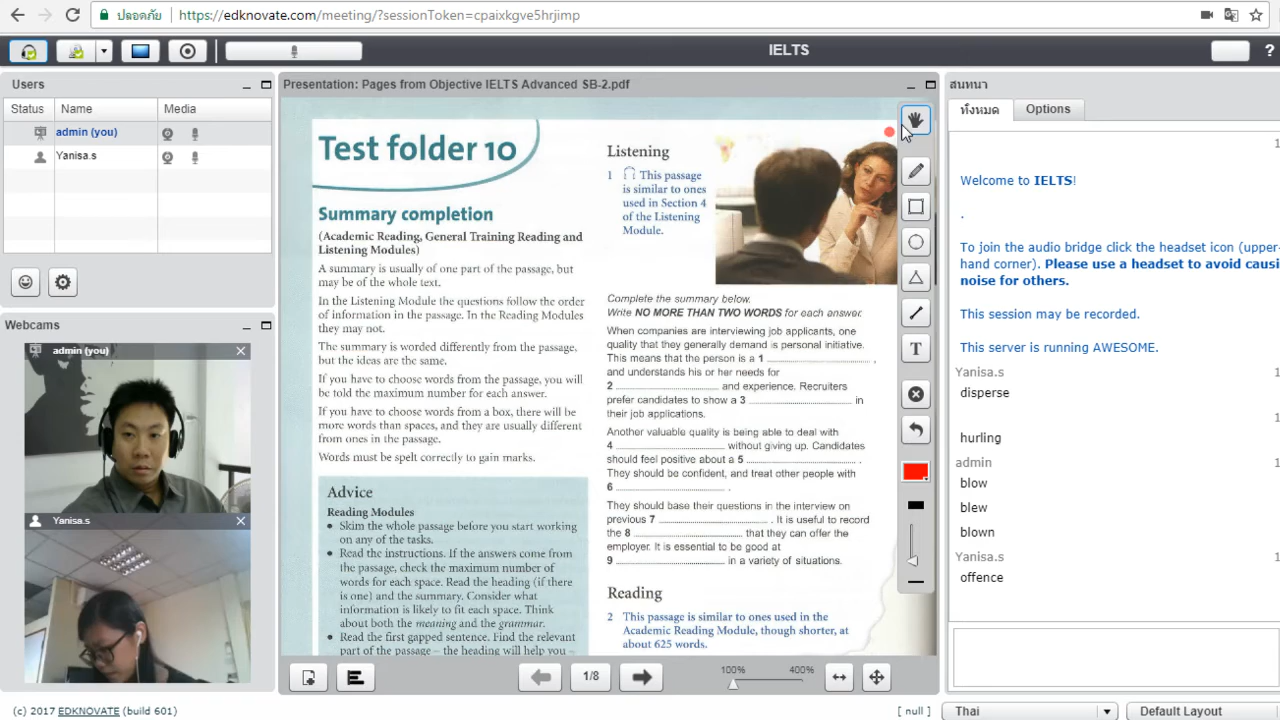 ปลอดภัย https://edknovate.com/meeting/?sessionToken=cpaixkgve5hrjimp
IELTS
?
Users
Status Name Media
admin (you)
Yanisa.s
Webcams
admin (you)
Yanisa.s
Presentation: Pages from Objective IELTS Advanced SB-2.pdf
Test folder 10
Summary completion
(Academic Reading, General Training Reading and
Listening Modules)
A summary is usually of one part of the passage, but
may be of the whole text.
In the Listening Module the questions follow the order
of information in the passage. In the Reading Modules
they may not.
The summary is worded differently from the passage,
but the ideas are the same.
If you have to choose words from the passage, you will
be told the maximum number for each answer.
If you have to choose words from a box, there will be
more words than spaces, and they are usually different
from ones in the passage.
Words must be spelt correctly to gain marks.
Advice
Reading Modules
• Skim the whole passage before you start working
on any of the tasks.
• Read the instructions. If the answers come from
the passage, check the maximum number of
words for each space. Read the heading (if there
is one) and the summary. Consider what
information is likely to fit each space. Think
about both the meaning and the grammar.
• Read the first gapped sentence. Find the relevant
part of the passage – the heading will help you –
Listening
1 This passage
is similar to ones
used in Section 4
of the Listening
Module.
Complete the summary below.
Write NO MORE THAN TWO WORDS for each answer.
When companies are interviewing job applicants, one
quality that they generally demand is personal initiative.
This means that the person is a 1 .............................. ,
and understands his or her needs for
2 .............................. and experience. Recruiters
prefer candidates to show a 3 .............................. in
their job applications.
Another valuable quality is being able to deal with
4 .............................. without giving up. Candidates
should feel positive about a 5 .............................. .
They should be confident, and treat other people with
6 .............................. .
They should base their questions in the interview on
previous 7 .............................. . It is useful to record
the 8 .............................. that they can offer the
employer. It is essential to be good at
9 .............................. in a variety of situations.
Reading
2 This passage is similar to ones used in the
Academic Reading Module, though shorter, at
about 625 words.
T
1/8
100% 400%
สนทนา
ทั้งหมด Options
1
Welcome to IELTS!
.
To join the audio bridge click the headset icon (upper-
hand corner). Please use a headset to avoid causi
noise for others.
This session may be recorded.
This server is running AWESOME.
Yanisa.s 1
disperse
1
hurling
admin 1
blow
blew
blown
Yanisa.s 1
offence
(c) 2017 EDKNOVATE (build 601)
[ null ]
Thai
Default Layout